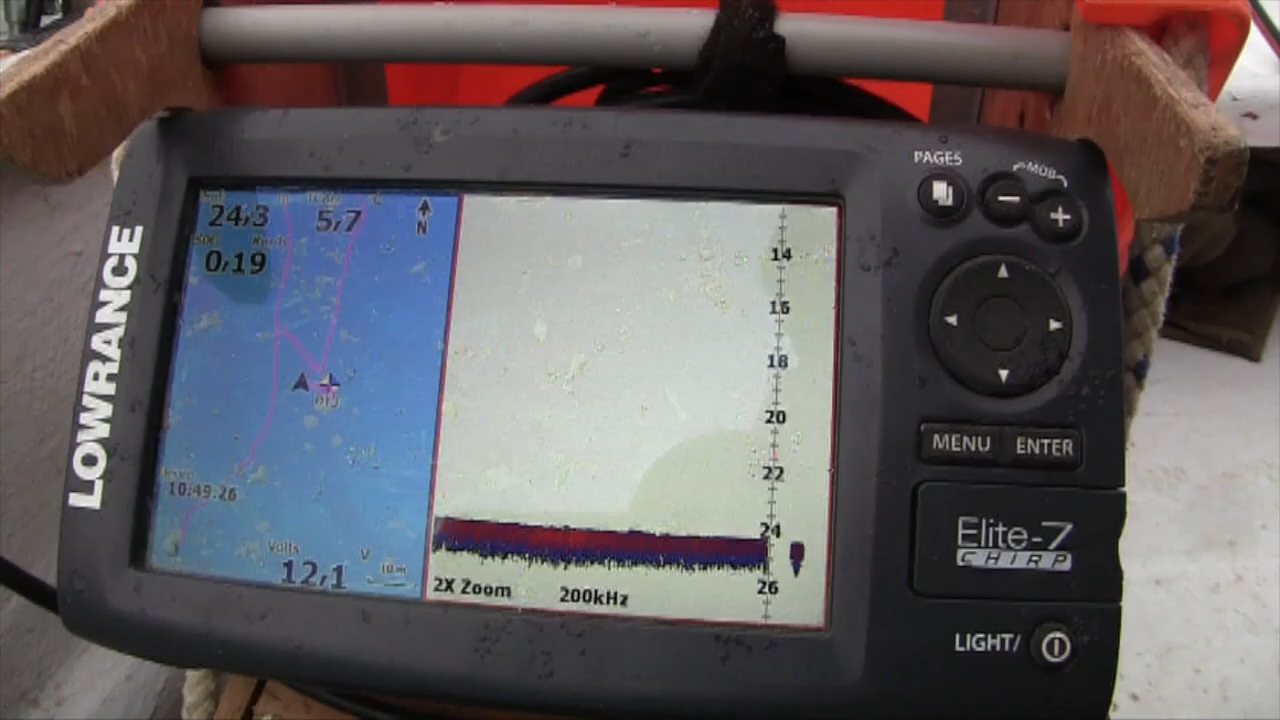 PAGES
MOB
LOWRANCE
24,3
5,7
N
0,19
14
16
18
20
22
24
26
10:49:26
Volts V
12,1
10m
2X Zoom 200kHz
MENU ENTER
Elite-7
CHIRP
LIGHT/